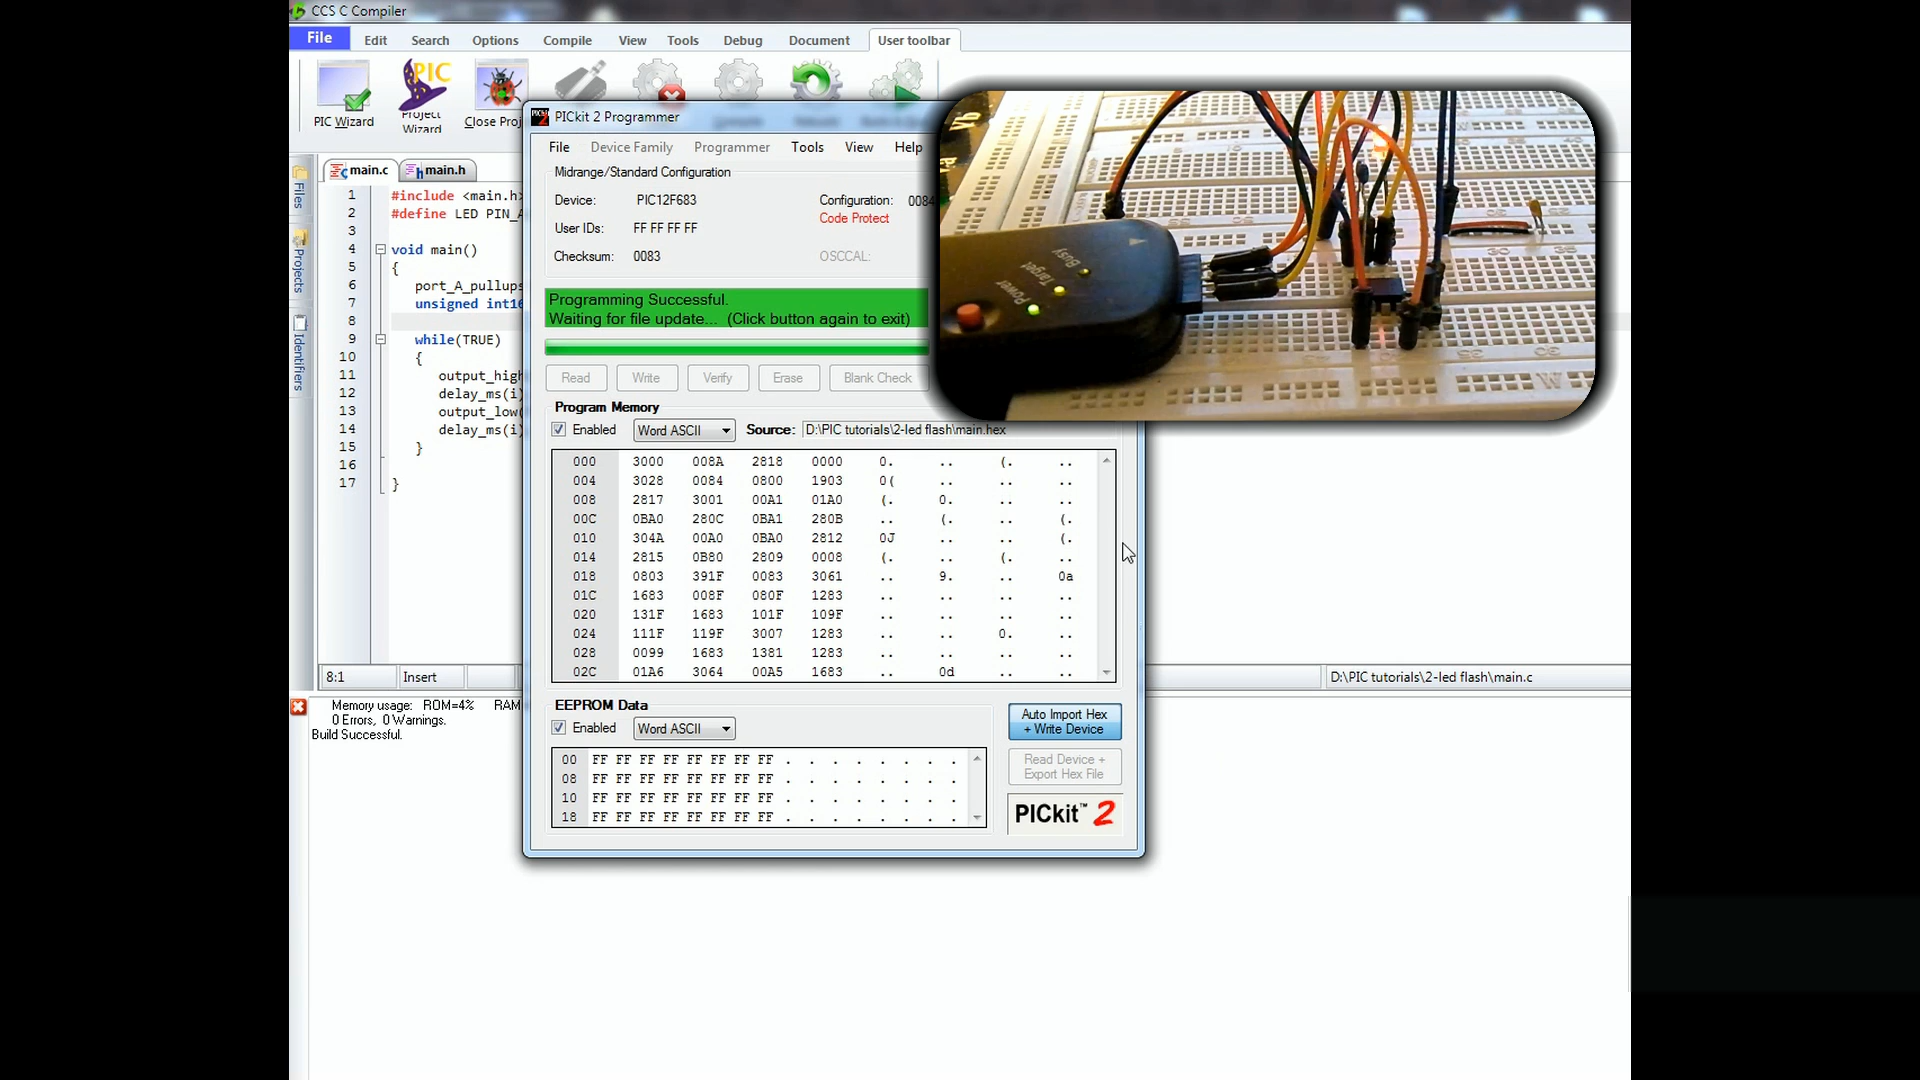 CCS C Compiler
File Edit Search Options Compile View Tools Debug Document User toolbar
PIC Wizard
Project Wizard
Close Proj
main.c main.h
Files
Projects
Identifiers
1 #include <main.h>
2 #define LED PIN_A
3
4 void main()
5 {
6 port_A_pullups
7 unsigned int16
8
9 while(TRUE)
10 {
11 output_high
12 delay_ms(i)
13 output_low(
14 delay_ms(i)
15 }
16
17 }
8:1 Insert
D:\PIC tutorials\2-led flash\main.c
Memory usage: ROM=4% RAM
0 Errors, 0 Warnings.
Build Successful.
PICkit 2 Programmer
File Device Family Programmer Tools View Help
Midrange/Standard Configuration
Device: PIC12F683 Configuration: 0084
Code Protect
User IDs: FF FF FF FF
Checksum: 0083 OSCCAL:
Programming Successful.
Waiting for file update... (Click button again to exit)
Read Write Verify Erase Blank Check
Program Memory
Enabled Word ASCII Source: D:\PIC tutorials\2-led flash\main.hex
000 3000 008A 2818 0000 0. .. (. ..
004 3028 0084 0800 1903 0( .. .. ..
008 2817 3001 00A1 01A0 (. 0. .. ..
00C 0BA0 280C 0BA1 280B .. (. .. (.
010 304A 00A0 0BA0 2812 0J .. .. (.
014 2815 0B80 2809 0008 (. .. (. ..
018 0803 391F 0083 3061 .. 9. .. 0a
01C 1683 008F 080F 1283 .. .. .. ..
020 131F 1683 101F 109F .. .. .. ..
024 111F 119F 3007 1283 .. .. 0. ..
028 0099 1683 1381 1283 .. .. .. ..
02C 01A6 3064 00A5 1683 .. 0d .. ..
EEPROM Data
Enabled Word ASCII
00 FF FF FF FF FF FF FF FF . . . . . . . .
08 FF FF FF FF FF FF FF FF . . . . . . . .
10 FF FF FF FF FF FF FF FF . . . . . . . .
18 FF FF FF FF FF FF FF FF . . . . . . . .
Auto Import Hex
+ Write Device
Read Device +
Export Hex File
PICkit™ 2
Busy
Target
Power